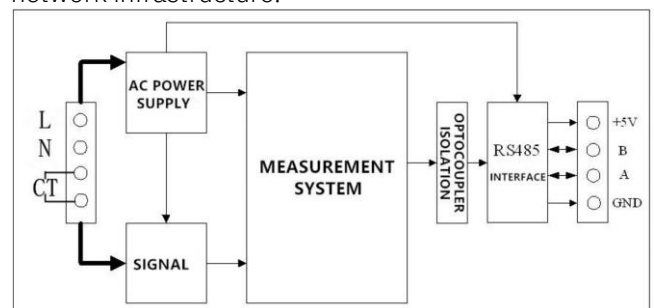 network infrastructure.
AC POWER
SUPPLY
L
N
CT
SIGNAL
MEASUREMENT
SYSTEM
OPTOCOUPLER
ISOLATION
RS485
INTERFACE
+5V
B
A
GND